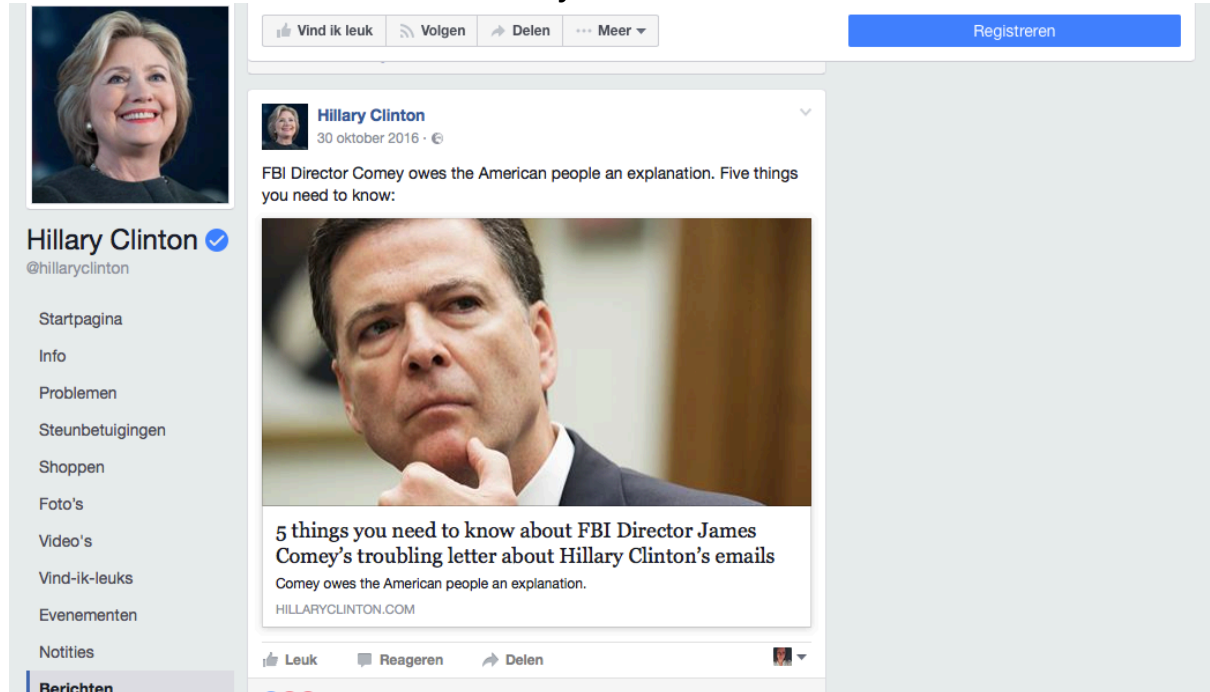 Vind ik leuk Volgen Delen ··· Meer
Registreren
Hillary Clinton
@hillaryclinton
Startpagina
Info
Problemen
Steunbetuigingen
Shoppen
Foto's
Video's
Vind-ik-leuks
Evenementen
Notities
Berichten
Hillary Clinton
30 oktober 2016 ·
FBI Director Comey owes the American people an explanation. Five things
you need to know:
5 things you need to know about FBI Director James
Comey's troubling letter about Hillary Clinton's emails
Comey owes the American people an explanation.
HILLARYCLINTON.COM
Leuk Reageren Delen